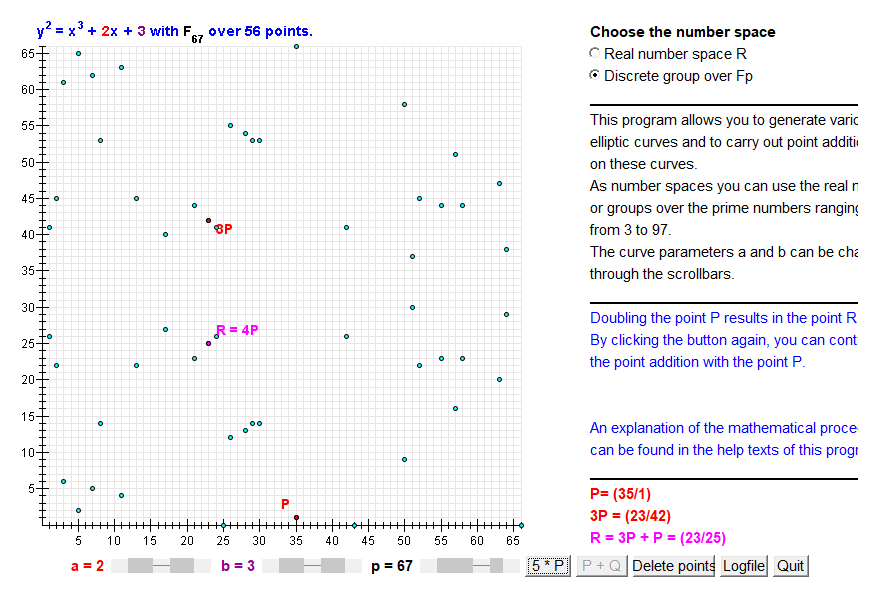 y² = x³ + 2x + 3 with F₆₇ over 56 points.
65
60
55
50
45
40
35
30
25
20
15
10
5
3P
R = 4P
P
5 10 15 20 25 30 35 40 45 50 55 60 65
a = 2 b = 3 p = 67 5 * P P + Q Delete points Logfile Quit
Choose the number space
Real number space R
Discrete group over Fp
This program allows you to generate vario
elliptic curves and to carry out point additi
on these curves.
As number spaces you can use the real n
or groups over the prime numbers ranging
from 3 to 97.
The curve parameters a and b can be cha
through the scrollbars.
Doubling the point P results in the point R
By clicking the button again, you can cont
the point addition with the point P.
An explanation of the mathematical proce
can be found in the help texts of this progr
P= (35/1)
3P = (23/42)
R = 3P + P = (23/25)